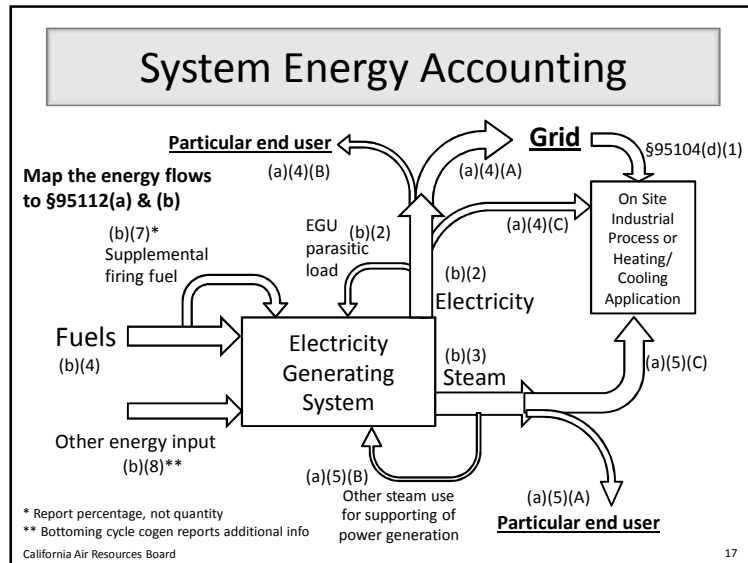 System Energy Accounting
Particular end user
(a)(4)(B)
(a)(4)(A)
Grid
§95104(d)(1)
Map the energy flows
to §95112(a) & (b)
(b)(7)*
Supplemental
firing fuel
EGU
parasitic
load
(b)(2)
(a)(4)(C)
On Site
Industrial
Process or
Heating/
Cooling
Application
(b)(2)
Electricity
Fuels
(b)(4)
Electricity
Generating
System
(b)(3)
Steam
(a)(5)(C)
Other energy input
(b)(8)**
(a)(5)(B)
Other steam use
for supporting of
power generation
(a)(5)(A)
Particular end user
* Report percentage, not quantity
** Bottoming cycle cogen reports additional info
California Air Resources Board
17